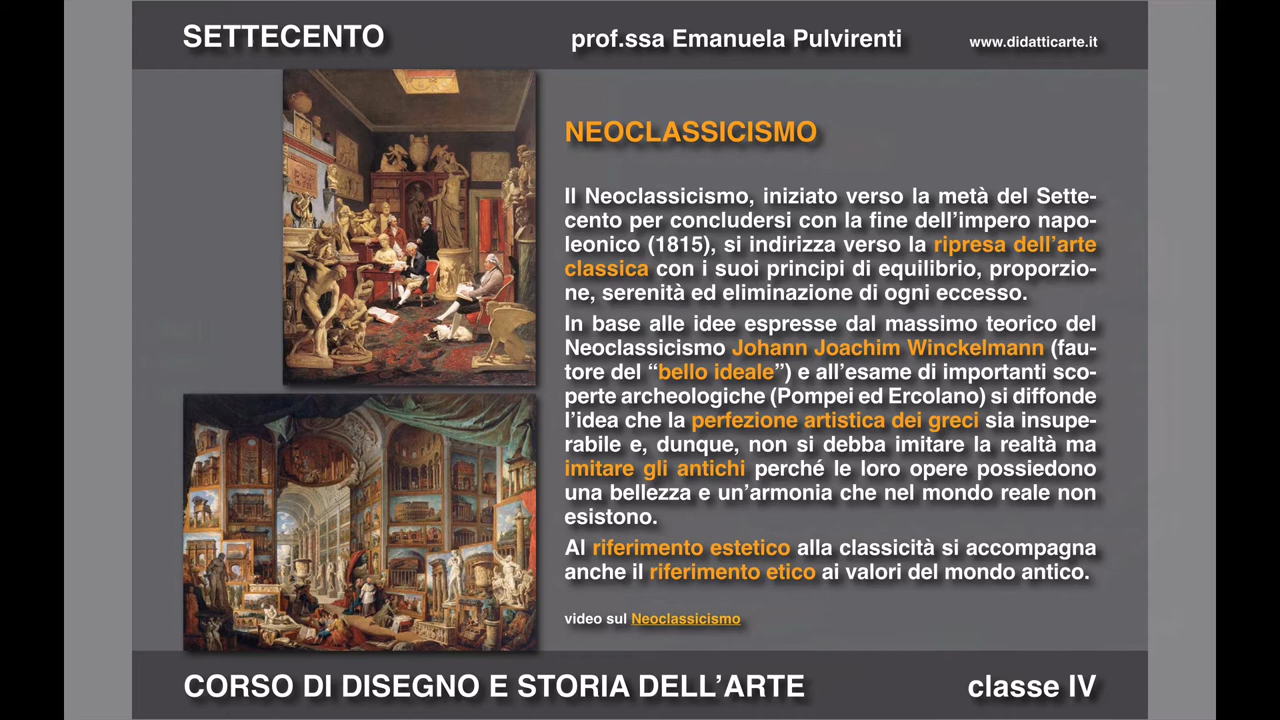 SETTECENTO
prof.ssa Emanuela Pulvirenti
www.didatticarte.it
NEOCLASSICISMO
Il Neoclassicismo, iniziato verso la metà del Sette-
cento per concludersi con la fine dell’impero napo-
leonico (1815), si indirizza verso la ripresa dell’arte
classica con i suoi principi di equilibrio, proporzio-
ne, serenità ed eliminazione di ogni eccesso.
In base alle idee espresse dal massimo teorico del
Neoclassicismo Johann Joachim Winckelmann (fau-
tore del “bello ideale”) e all’esame di importanti sco-
perte archeologiche (Pompei ed Ercolano) si diffonde
l’idea che la perfezione artistica dei greci sia insupe-
rabile e, dunque, non si debba imitare la realtà ma
imitare gli antichi perché le loro opere possiedono
una bellezza e un’armonia che nel mondo reale non
esistono.
Al riferimento estetico alla classicità si accompagna
anche il riferimento etico ai valori del mondo antico.
video sul Neoclassicismo
CORSO DI DISEGNO E STORIA DELL’ARTE
classe IV